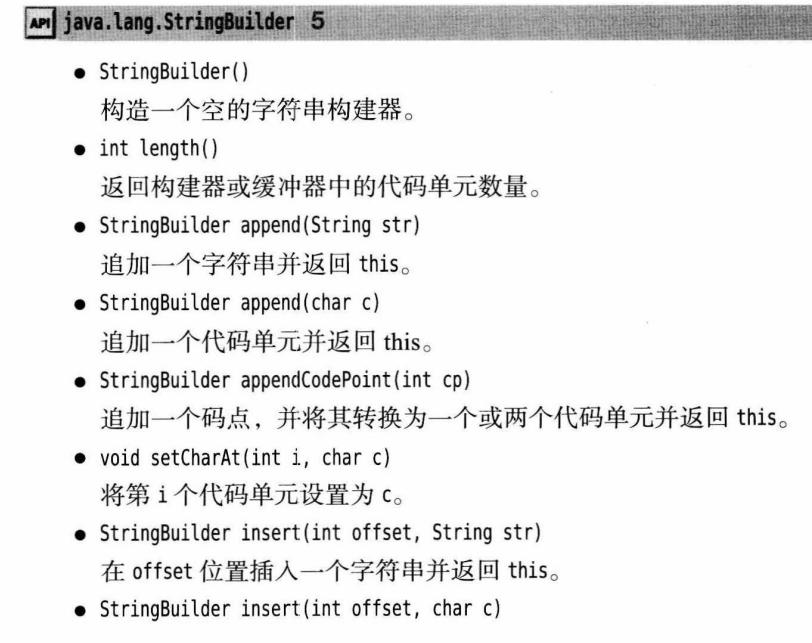 API java.lang.StringBuilder 5
● StringBuilder()
构造一个空的字符串构建器。
● int length()
返回构建器或缓冲器中的代码单元数量。
● StringBuilder append(String str)
追加一个字符串并返回 this。
● StringBuilder append(char c)
追加一个代码单元并返回 this。
● StringBuilder appendCodePoint(int cp)
追加一个码点，并将其转换为一个或两个代码单元并返回 this。
● void setCharAt(int i, char c)
将第 i 个代码单元设置为 c。
● StringBuilder insert(int offset, String str)
在 offset 位置插入一个字符串并返回 this。
● StringBuilder insert(int offset, char c)